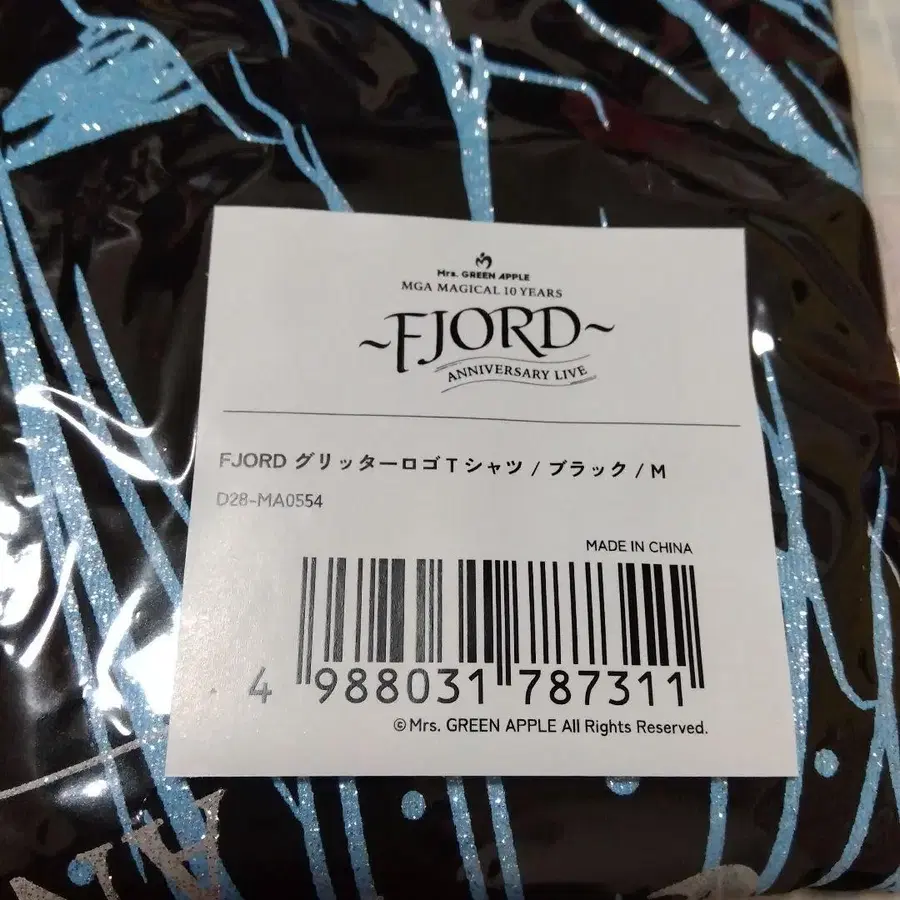 Mrs. GREEN APPLE
MGA MAGICAL 10 YEARS
~FJORD~
ANNIVERSARY LIVE
FJORD グリッターロゴTシャツ / ブラック / M
D28-MA0554
MADE IN CHINA
4 988031 787311
©Mrs. GREEN APPLE All Rights Reserved.